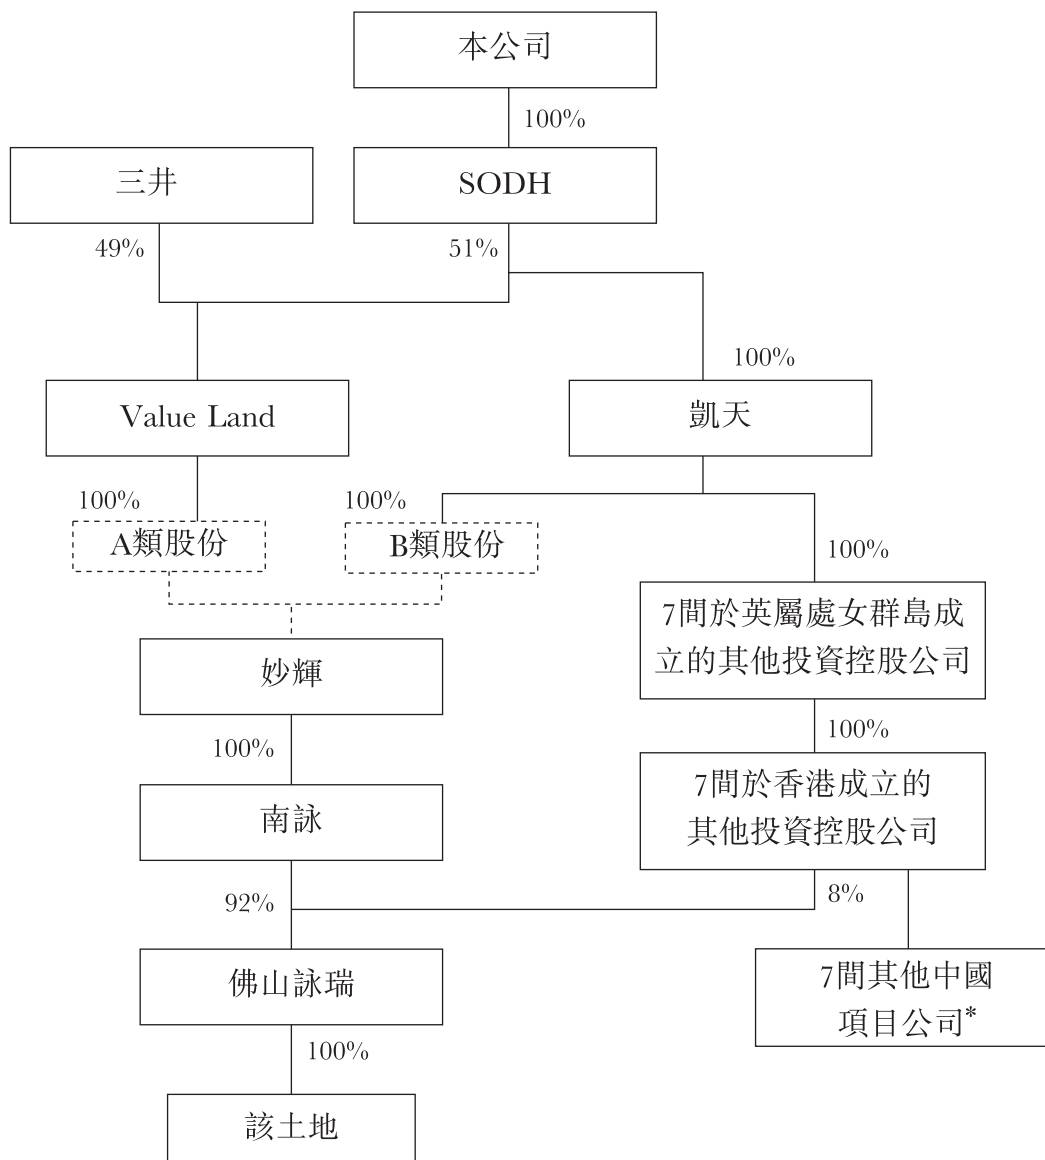 本公司
100%
三井
SODH
49%
51%
100%
Value Land
凱天
100%
100%
A類股份
B類股份
100%
7間於英屬處女群島成
立的其他投資控股公司
妙輝
100%
100%
7間於香港成立的
其他投資控股公司
南詠
92%
8%
佛山詠瑞
7間其他中國
項目公司*
100%
該土地